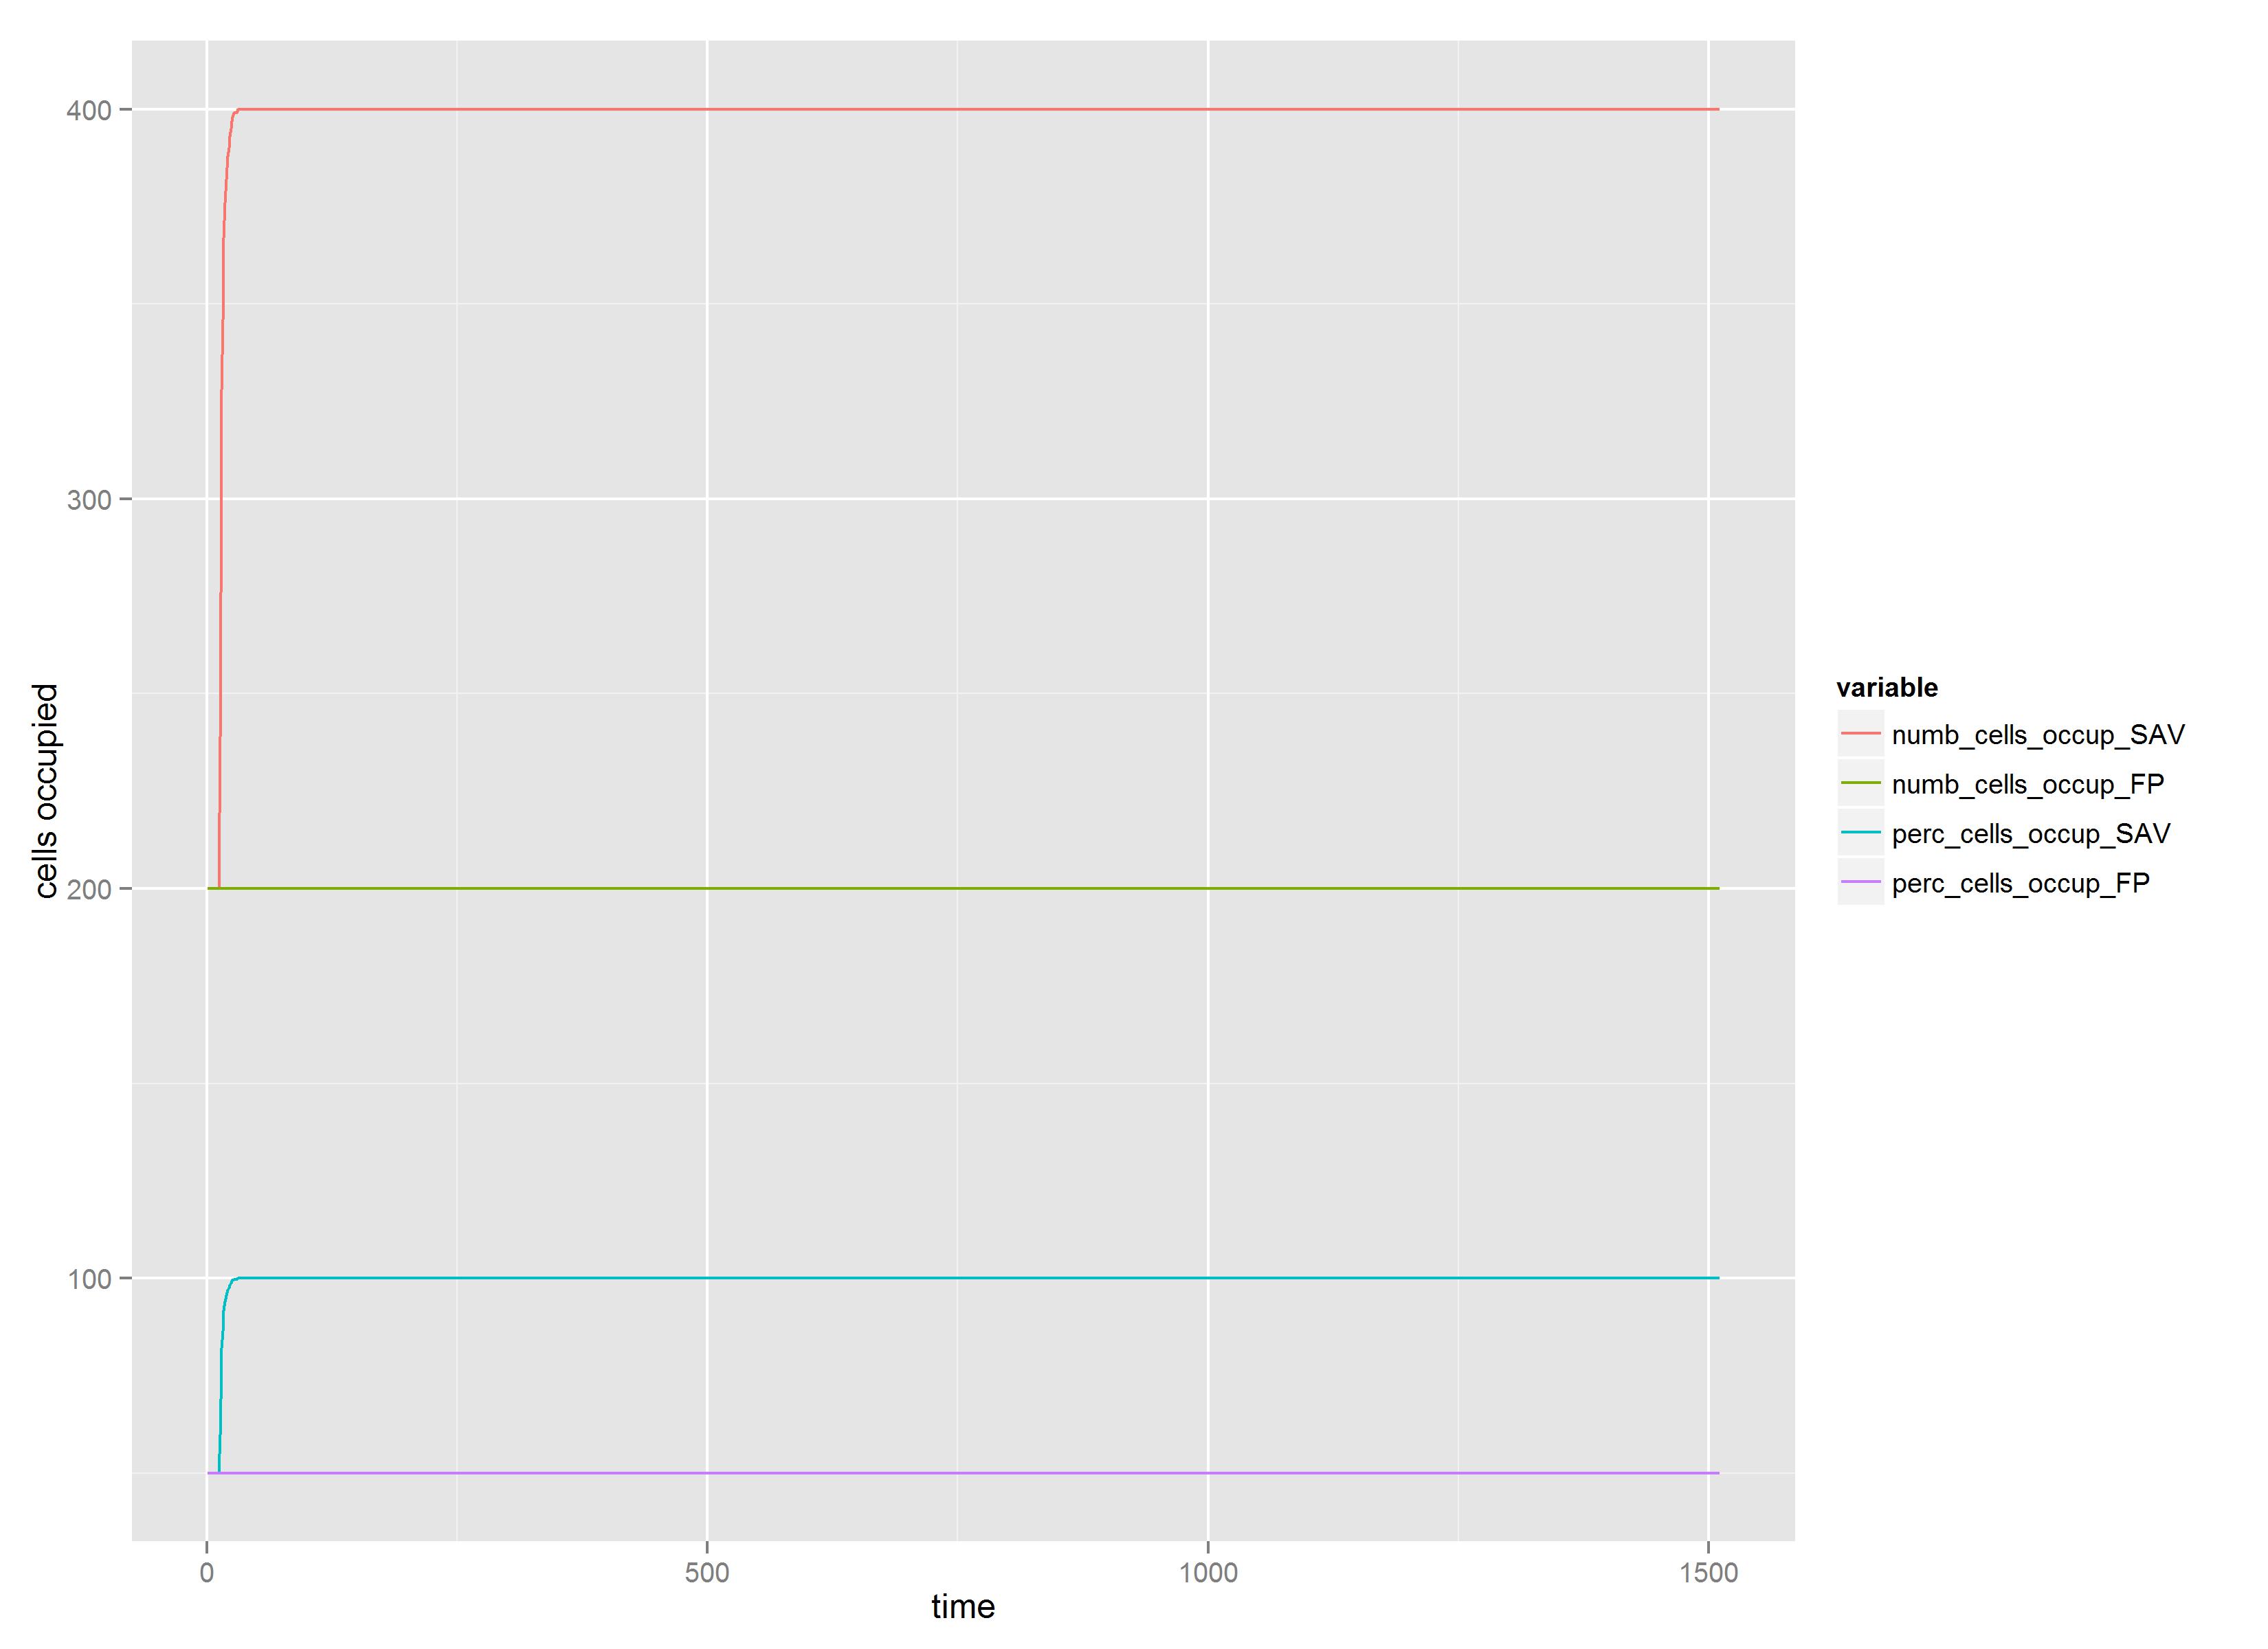 cells occupied
400
300
200
100
0
500
1000
1500
time
variable
numb_cells_occup_SAV
numb_cells_occup_FP
perc_cells_occup_SAV
perc_cells_occup_FP